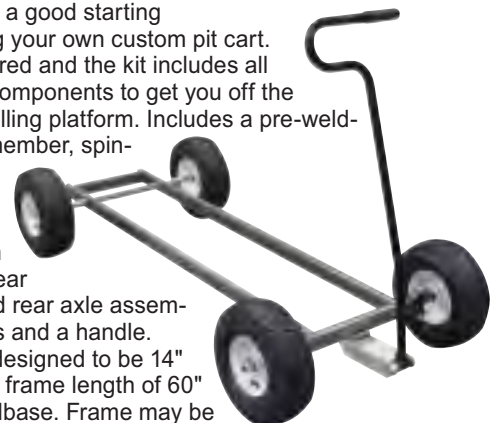 a good starting
your own custom pit cart.
red and the kit includes all
components to get you off the
lling platform. Includes a pre-weld-
member, spin-
ear
d rear axle assem-
s and a handle.
designed to be 14"
frame length of 60"
lbase. Frame may be